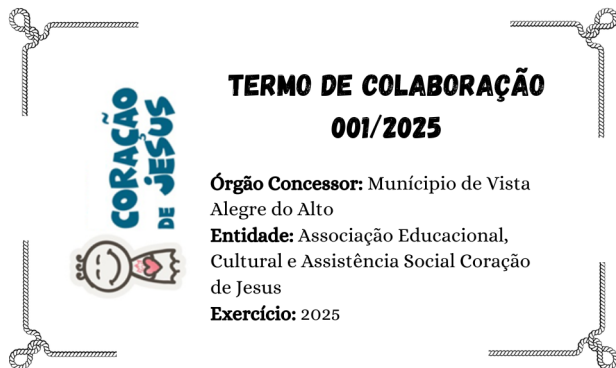 CORAÇÃO
DE JESUS
TERMO DE COLABORAÇÃO
001/2025
Órgão Concessor: Munícipio de Vista
Alegre do Alto
Entidade: Associação Educacional,
Cultural e Assistência Social Coração
de Jesus
Exercício: 2025